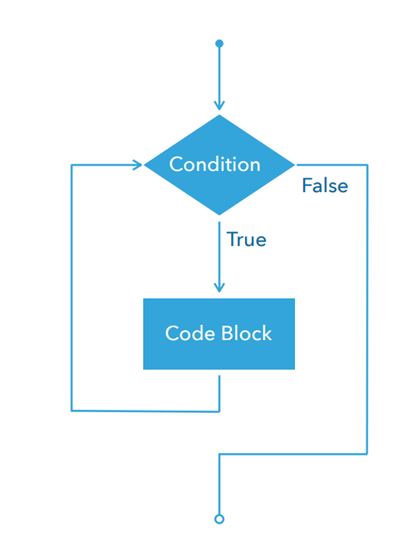 Condition
False
True
Code Block